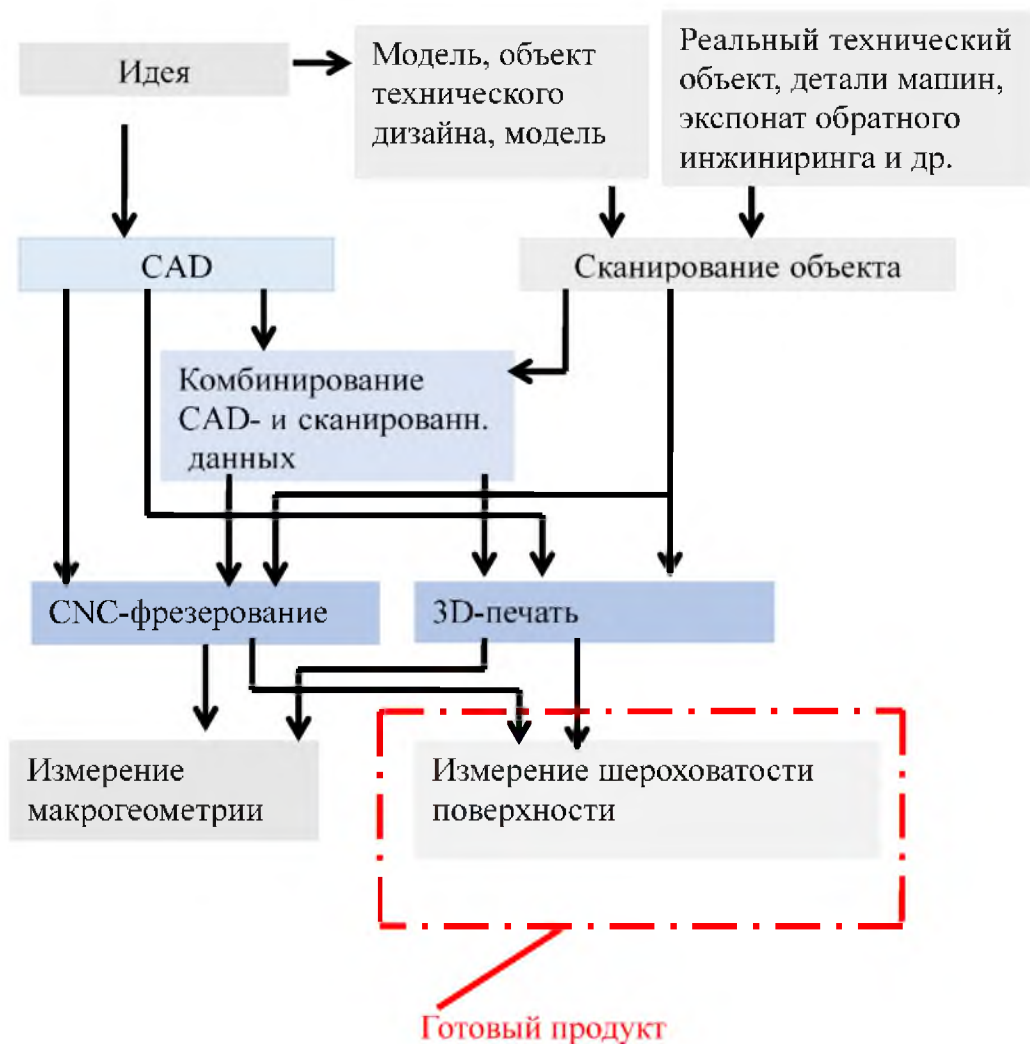 Идея
Модель, объект
технического
дизайна, модель
Реальный технический
объект, детали машин,
экспонат обратного
инжиниринга и др.
CAD
Сканирование объекта
Комбинирование
CAD- и сканированн.
данных
CNC-фрезерование
3D-печать
Измерение
макрогеометрии
Измерение шероховатости
поверхности
Готовый продукт